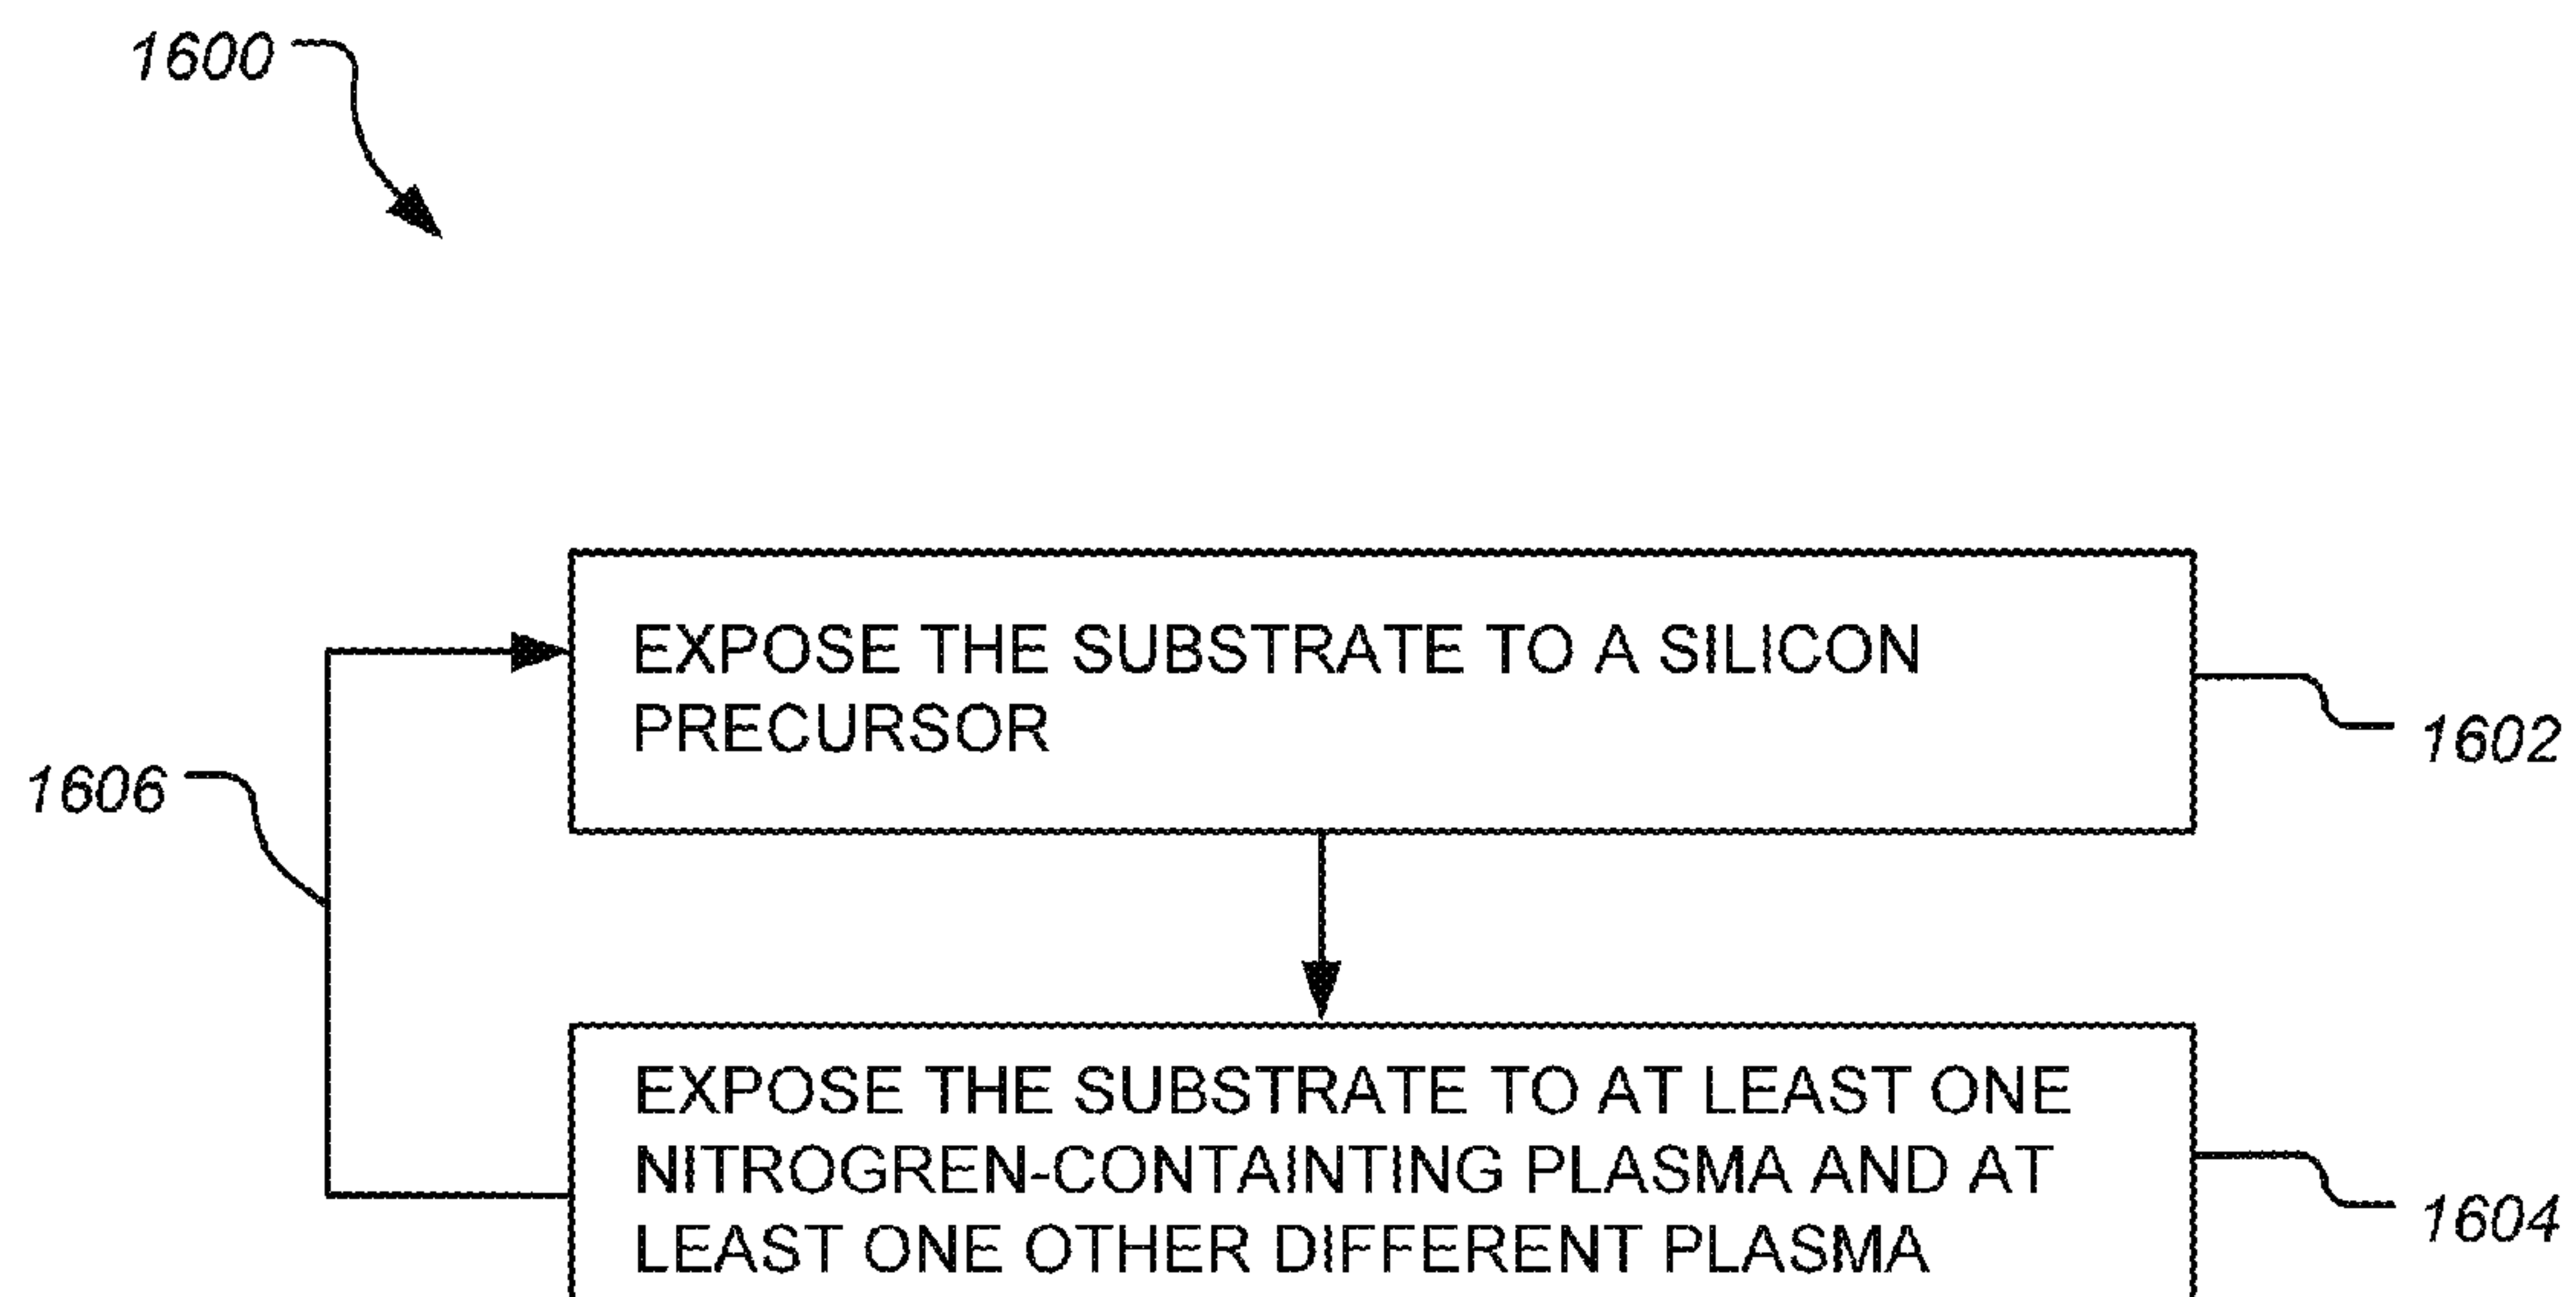 1600
EXPOSE THE SUBSTRATE TO A SILICON
PRECURSOR
1602
1606
EXPOSE THE SUBSTRATE TO AT LEAST ONE
NITROGREN-CONTAINTING PLASMA AND AT
LEAST ONE OTHER DIFFERENT PLASMA
1604